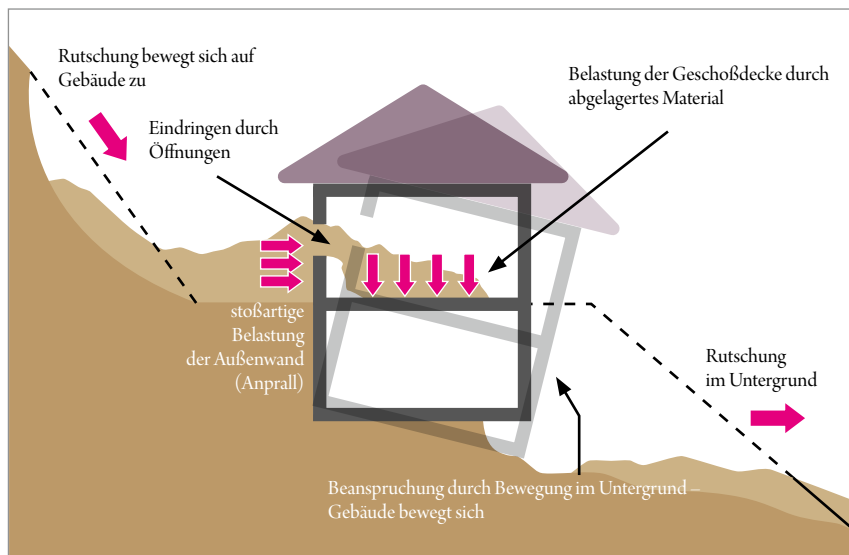 Rutschung bewegt sich auf
Gebäude zu
Eindringen durch
Öffnungen
Belastung der Geschoßdecke durch
abgelagertes Material
stoßartige
Belastung
der Außenwand
(Anprall)
Rutschung
im Untergrund
Beanspruchung durch Bewegung im Untergrund –
Gebäude bewegt sich